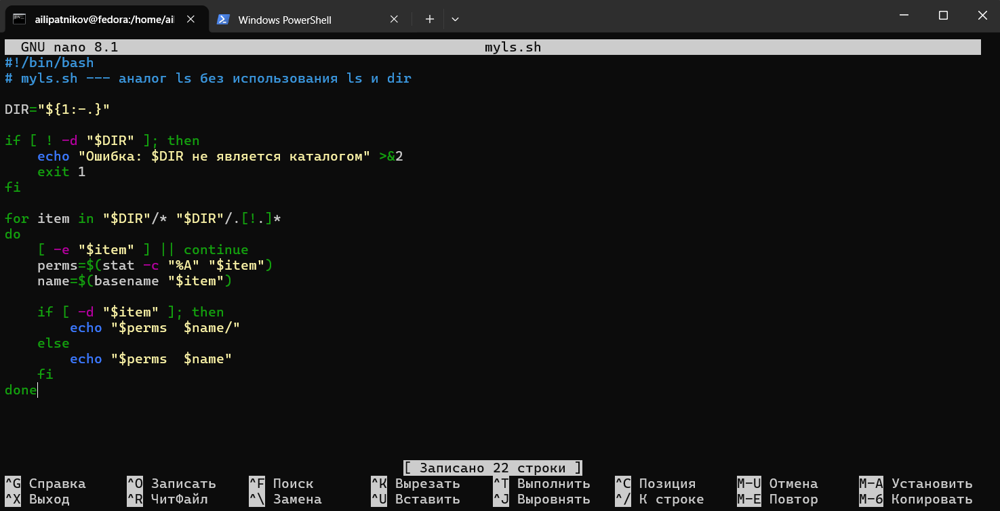 ailipatnikov@fedora:/home/ail
Windows PowerShell
GNU nano 8.1 myls.sh
#!/bin/bash
# myls.sh --- аналог ls без использования ls и dir

DIR="${1:-.}"

if [ ! -d "$DIR" ]; then
    echo "Ошибка: $DIR не является каталогом" >&2
    exit 1
fi

for item in "$DIR"/* "$DIR"/.[!.]*
do
    [ -e "$item" ] || continue
    perms=$(stat -c "%A" "$item")
    name=$(basename "$item")

    if [ -d "$item" ]; then
        echo "$perms  $name/"
    else
        echo "$perms  $name"
    fi
done
[ Записано 22 строки ]
^G Справка ^O Записать ^F Поиск ^K Вырезать ^T Выполнить ^C Позиция M-U Отмена M-A Установить
^X Выход ^R ЧитФайл ^\ Замена ^U Вставить ^J Выровнять ^/ К строке M-E Повтор M-6 Копировать